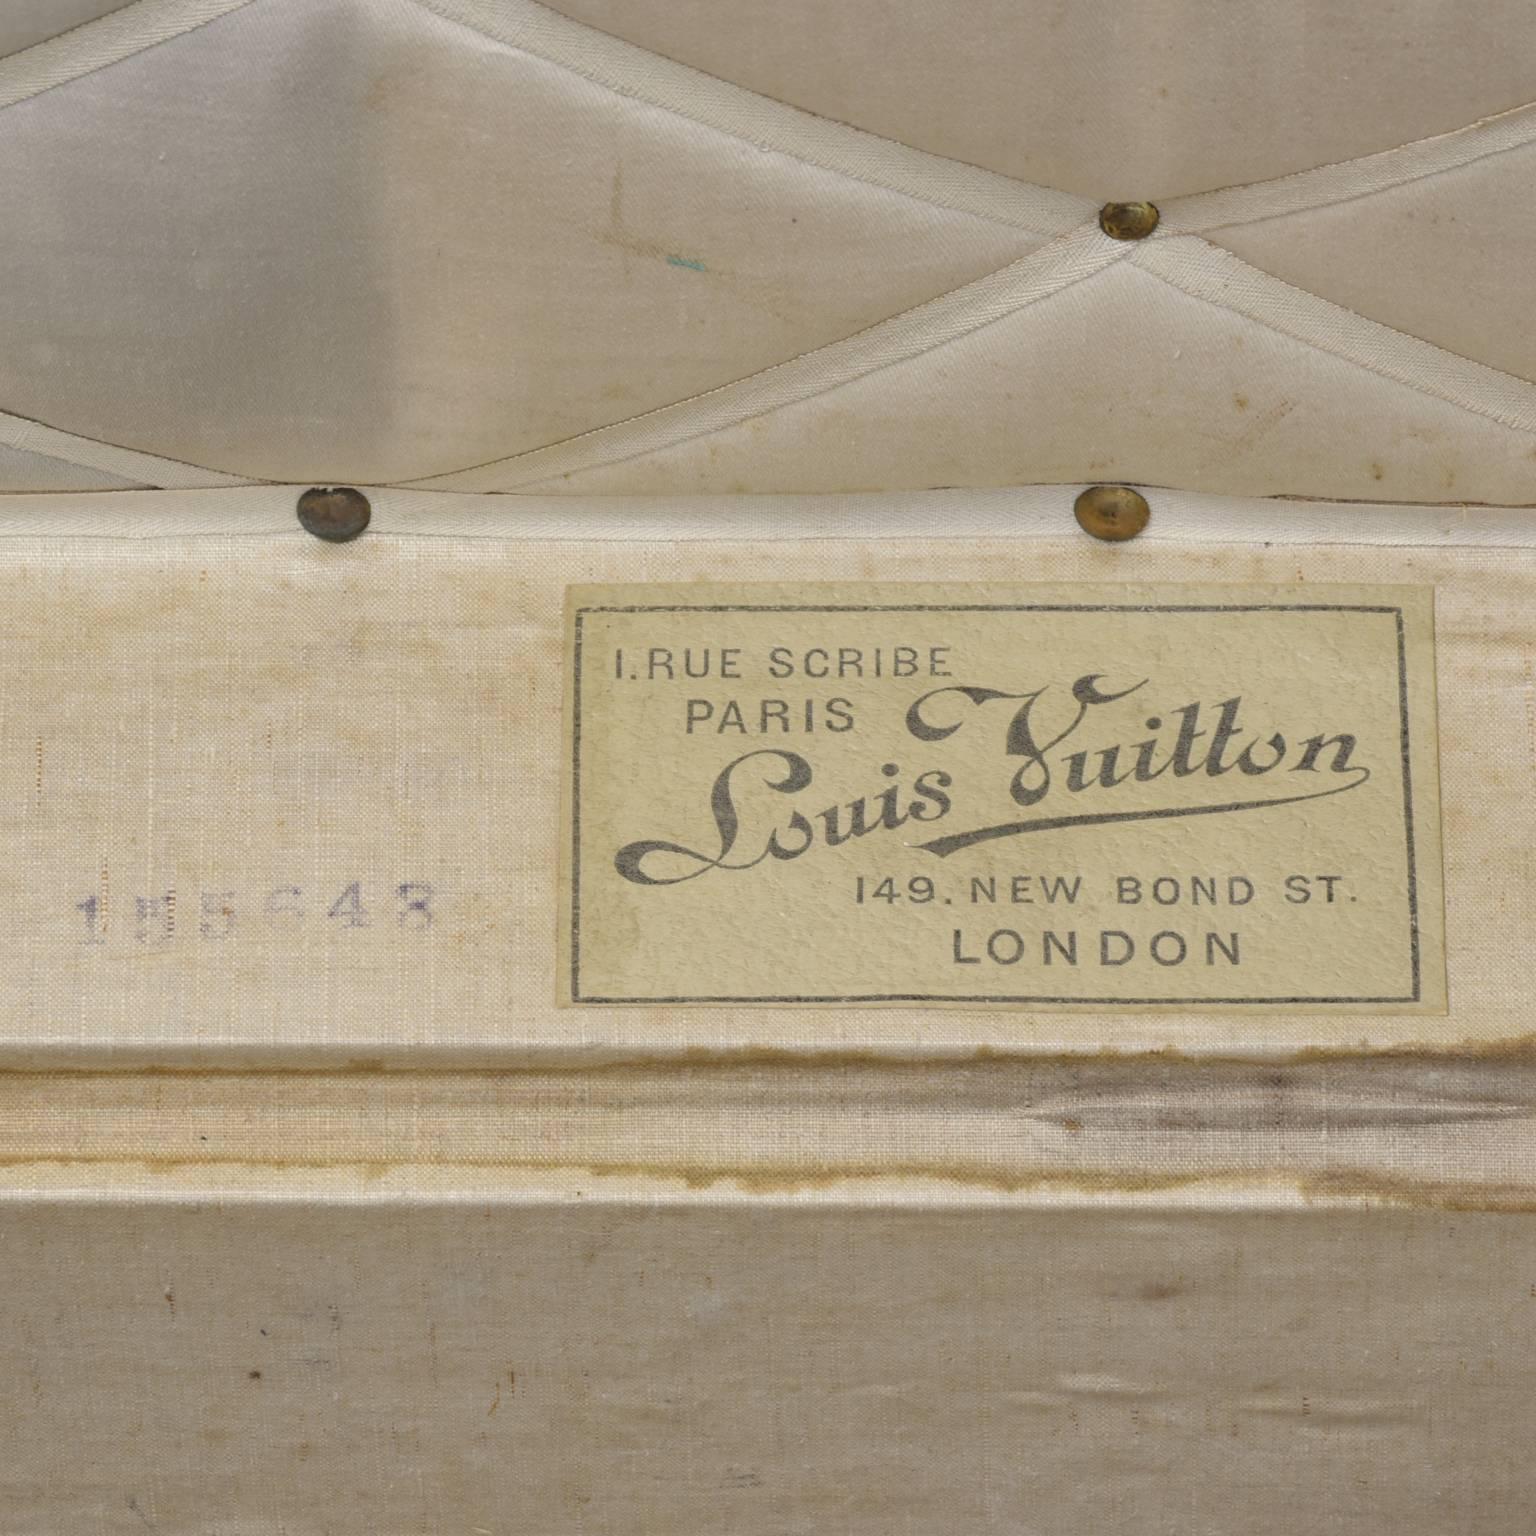 1.RUE SCRIBE
PARIS
Louis Vuitton
149. NEW BOND ST.
LONDON